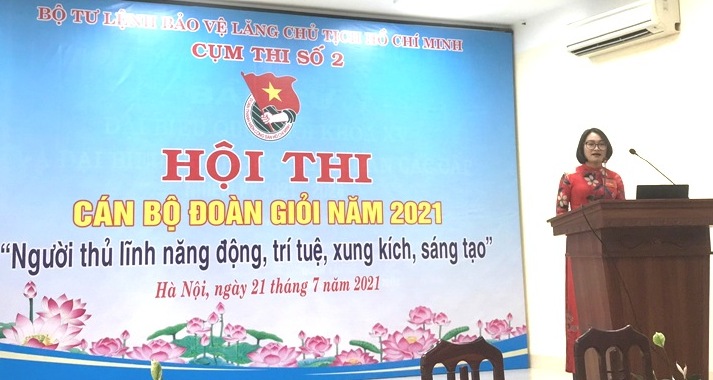 BỘ TƯ LỆNH BẢO VỆ LĂNG CHỦ TỊCH HỒ CHÍ MINH
CỤM THI SỐ 2
HỘI THI
CÁN BỘ ĐOÀN GIỎI NĂM 2021
“Người thủ lĩnh năng động, trí tuệ, xung kích, sáng tạo”
Hà Nội, ngày 21 tháng 7 năm 2021